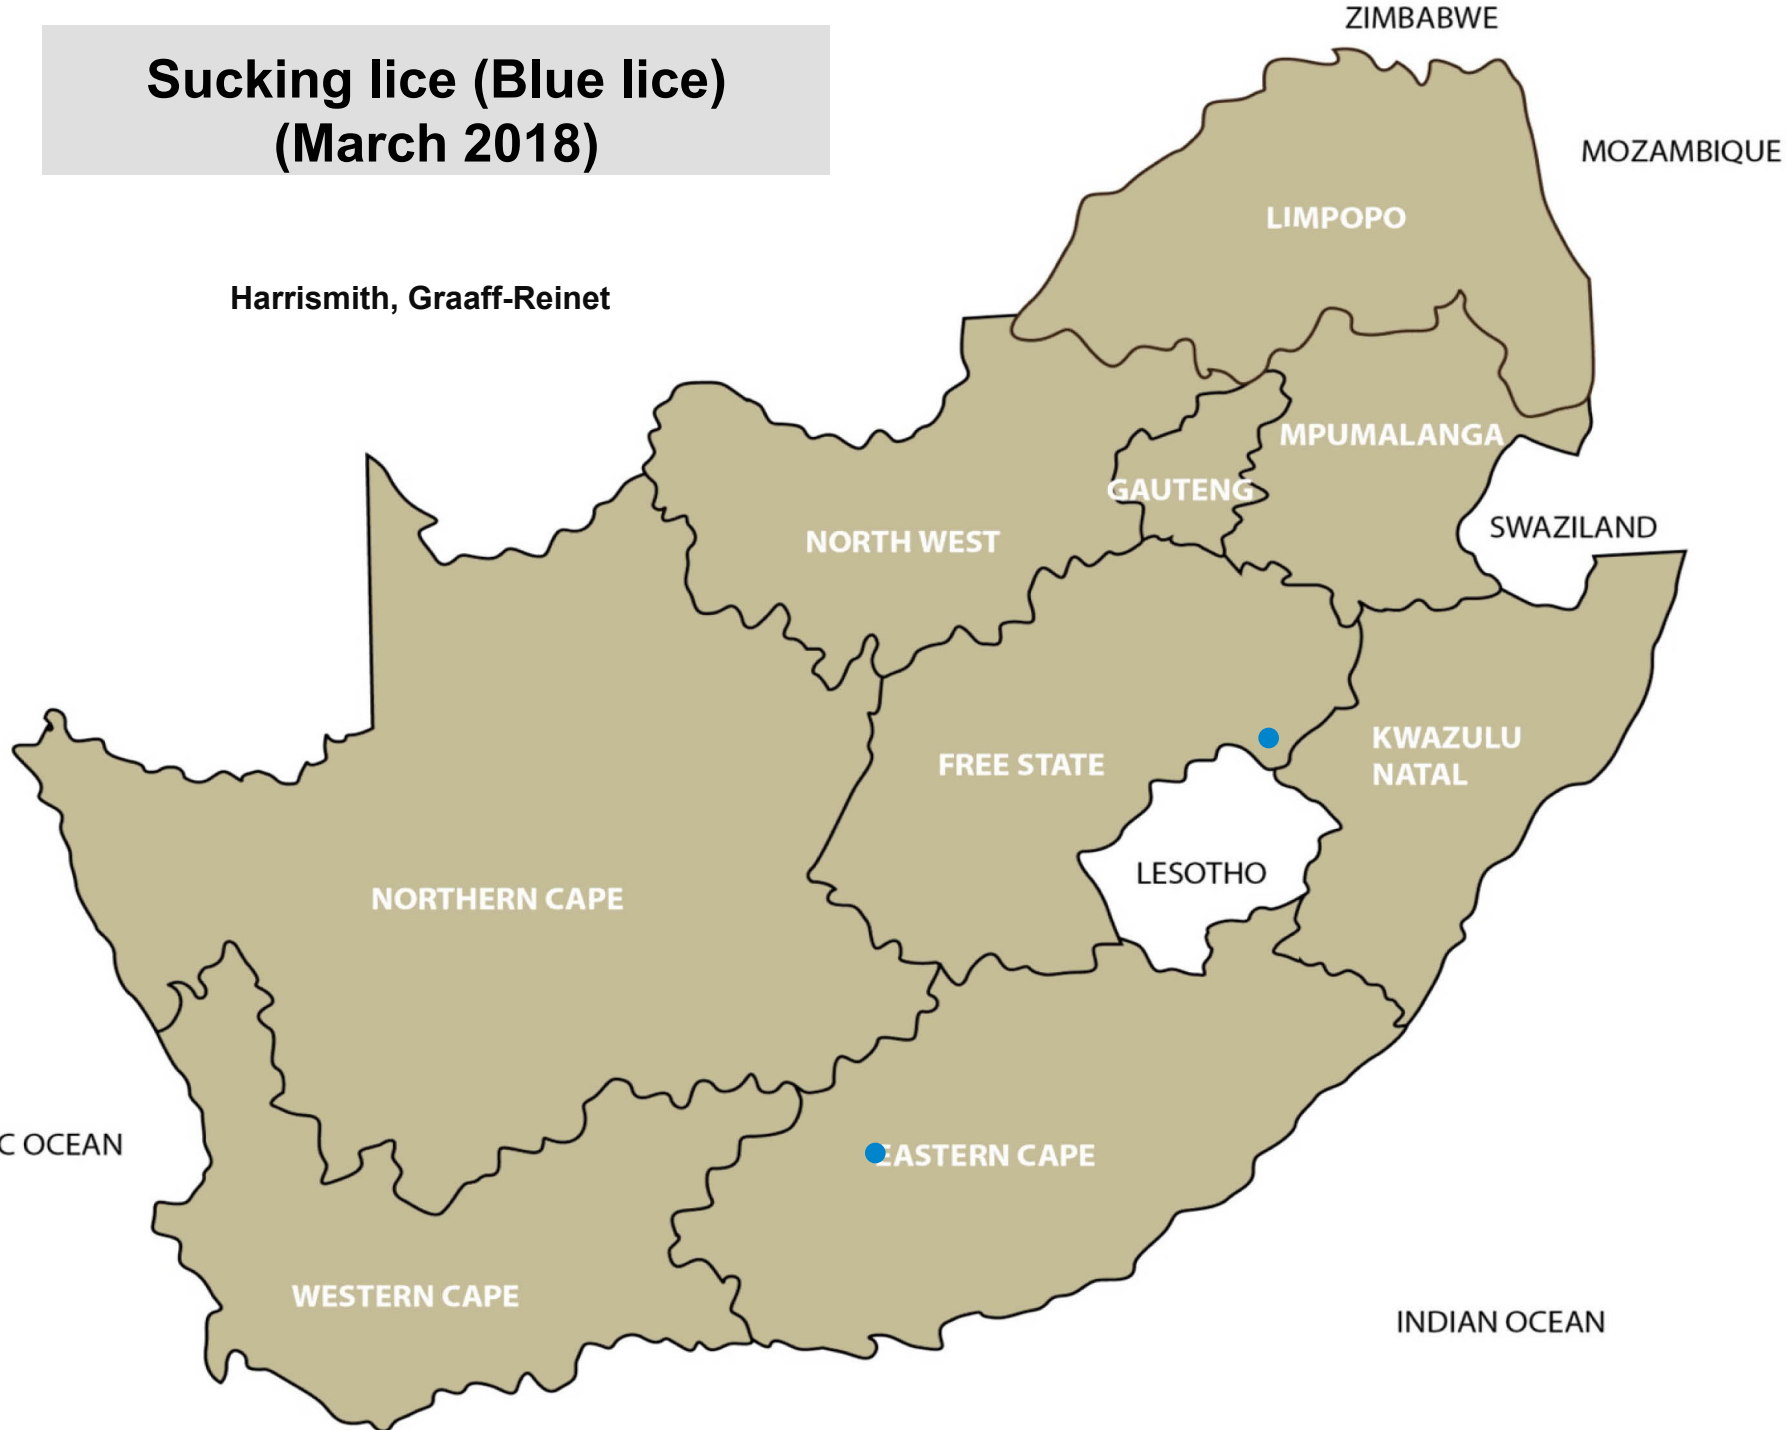 ZIMBABWE
Sucking lice (Blue lice)
(March 2018)
MOZAMBIQUE
LIMPOPO
Harrismith, Graaff-Reinet
MPUMALANGA
GAUTENG
SWAZILAND
NORTH WEST
KWAZULU
NATAL
FREE STATE
LESOTHO
NORTHERN CAPE
C OCEAN
EASTERN CAPE
WESTERN CAPE
INDIAN OCEAN